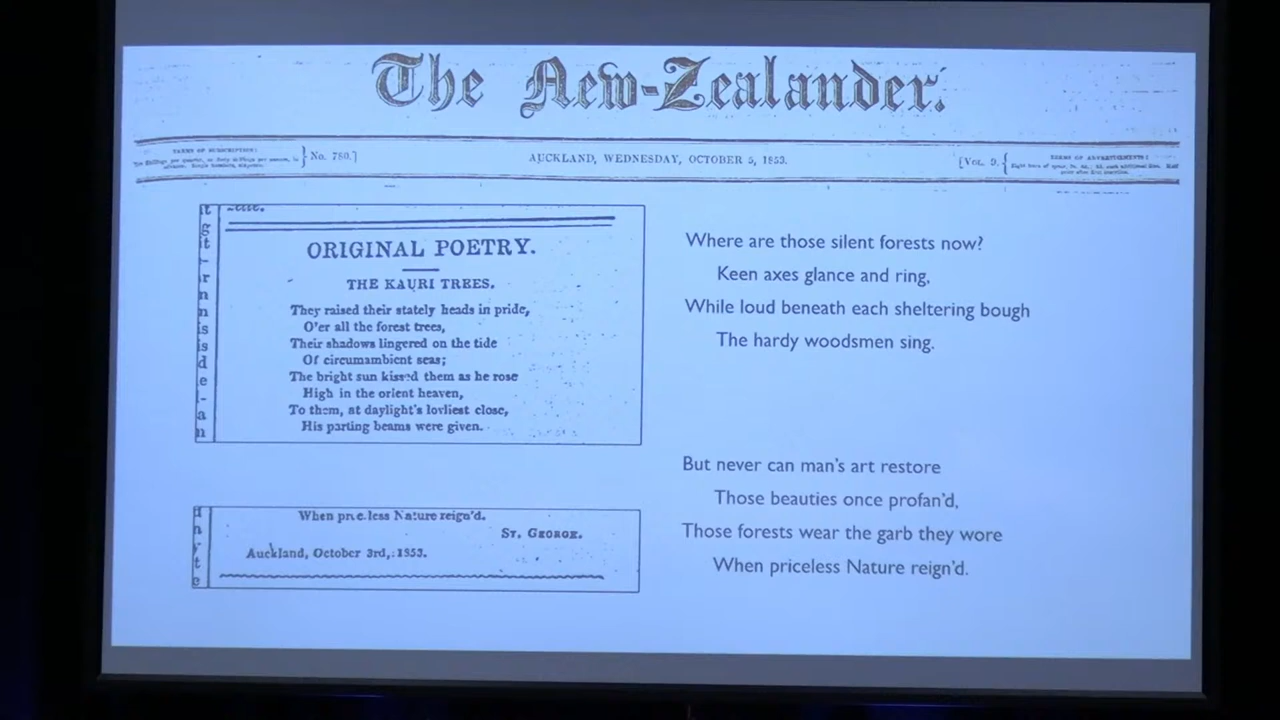 The New-Zealander.
TERMS OF SUBSCRIPTION:
No. 780.]
AUCKLAND, WEDNESDAY, OCTOBER 5, 1853.
[VOL. 9.
TERMS OF ADVERTISEMENTS:
ORIGINAL POETRY.
THE KAURI TREES.
They raised their stately heads in pride,
O'er all the forest trees,
Their shadows lingered on the tide
Of circumambient seas;
The bright sun kissed them as he rose
High in the orient heaven,
To them, at daylight's lovliest close,
His parting beams were given.
When priceless Nature reign'd.
ST. GEORGE.
Auckland, October 3rd, 1853.
Where are those silent forests now?
Keen axes glance and ring,
While loud beneath each sheltering bough
The hardy woodsmen sing.
But never can man's art restore
Those beauties once profan'd,
Those forests wear the garb they wore
When priceless Nature reign'd.